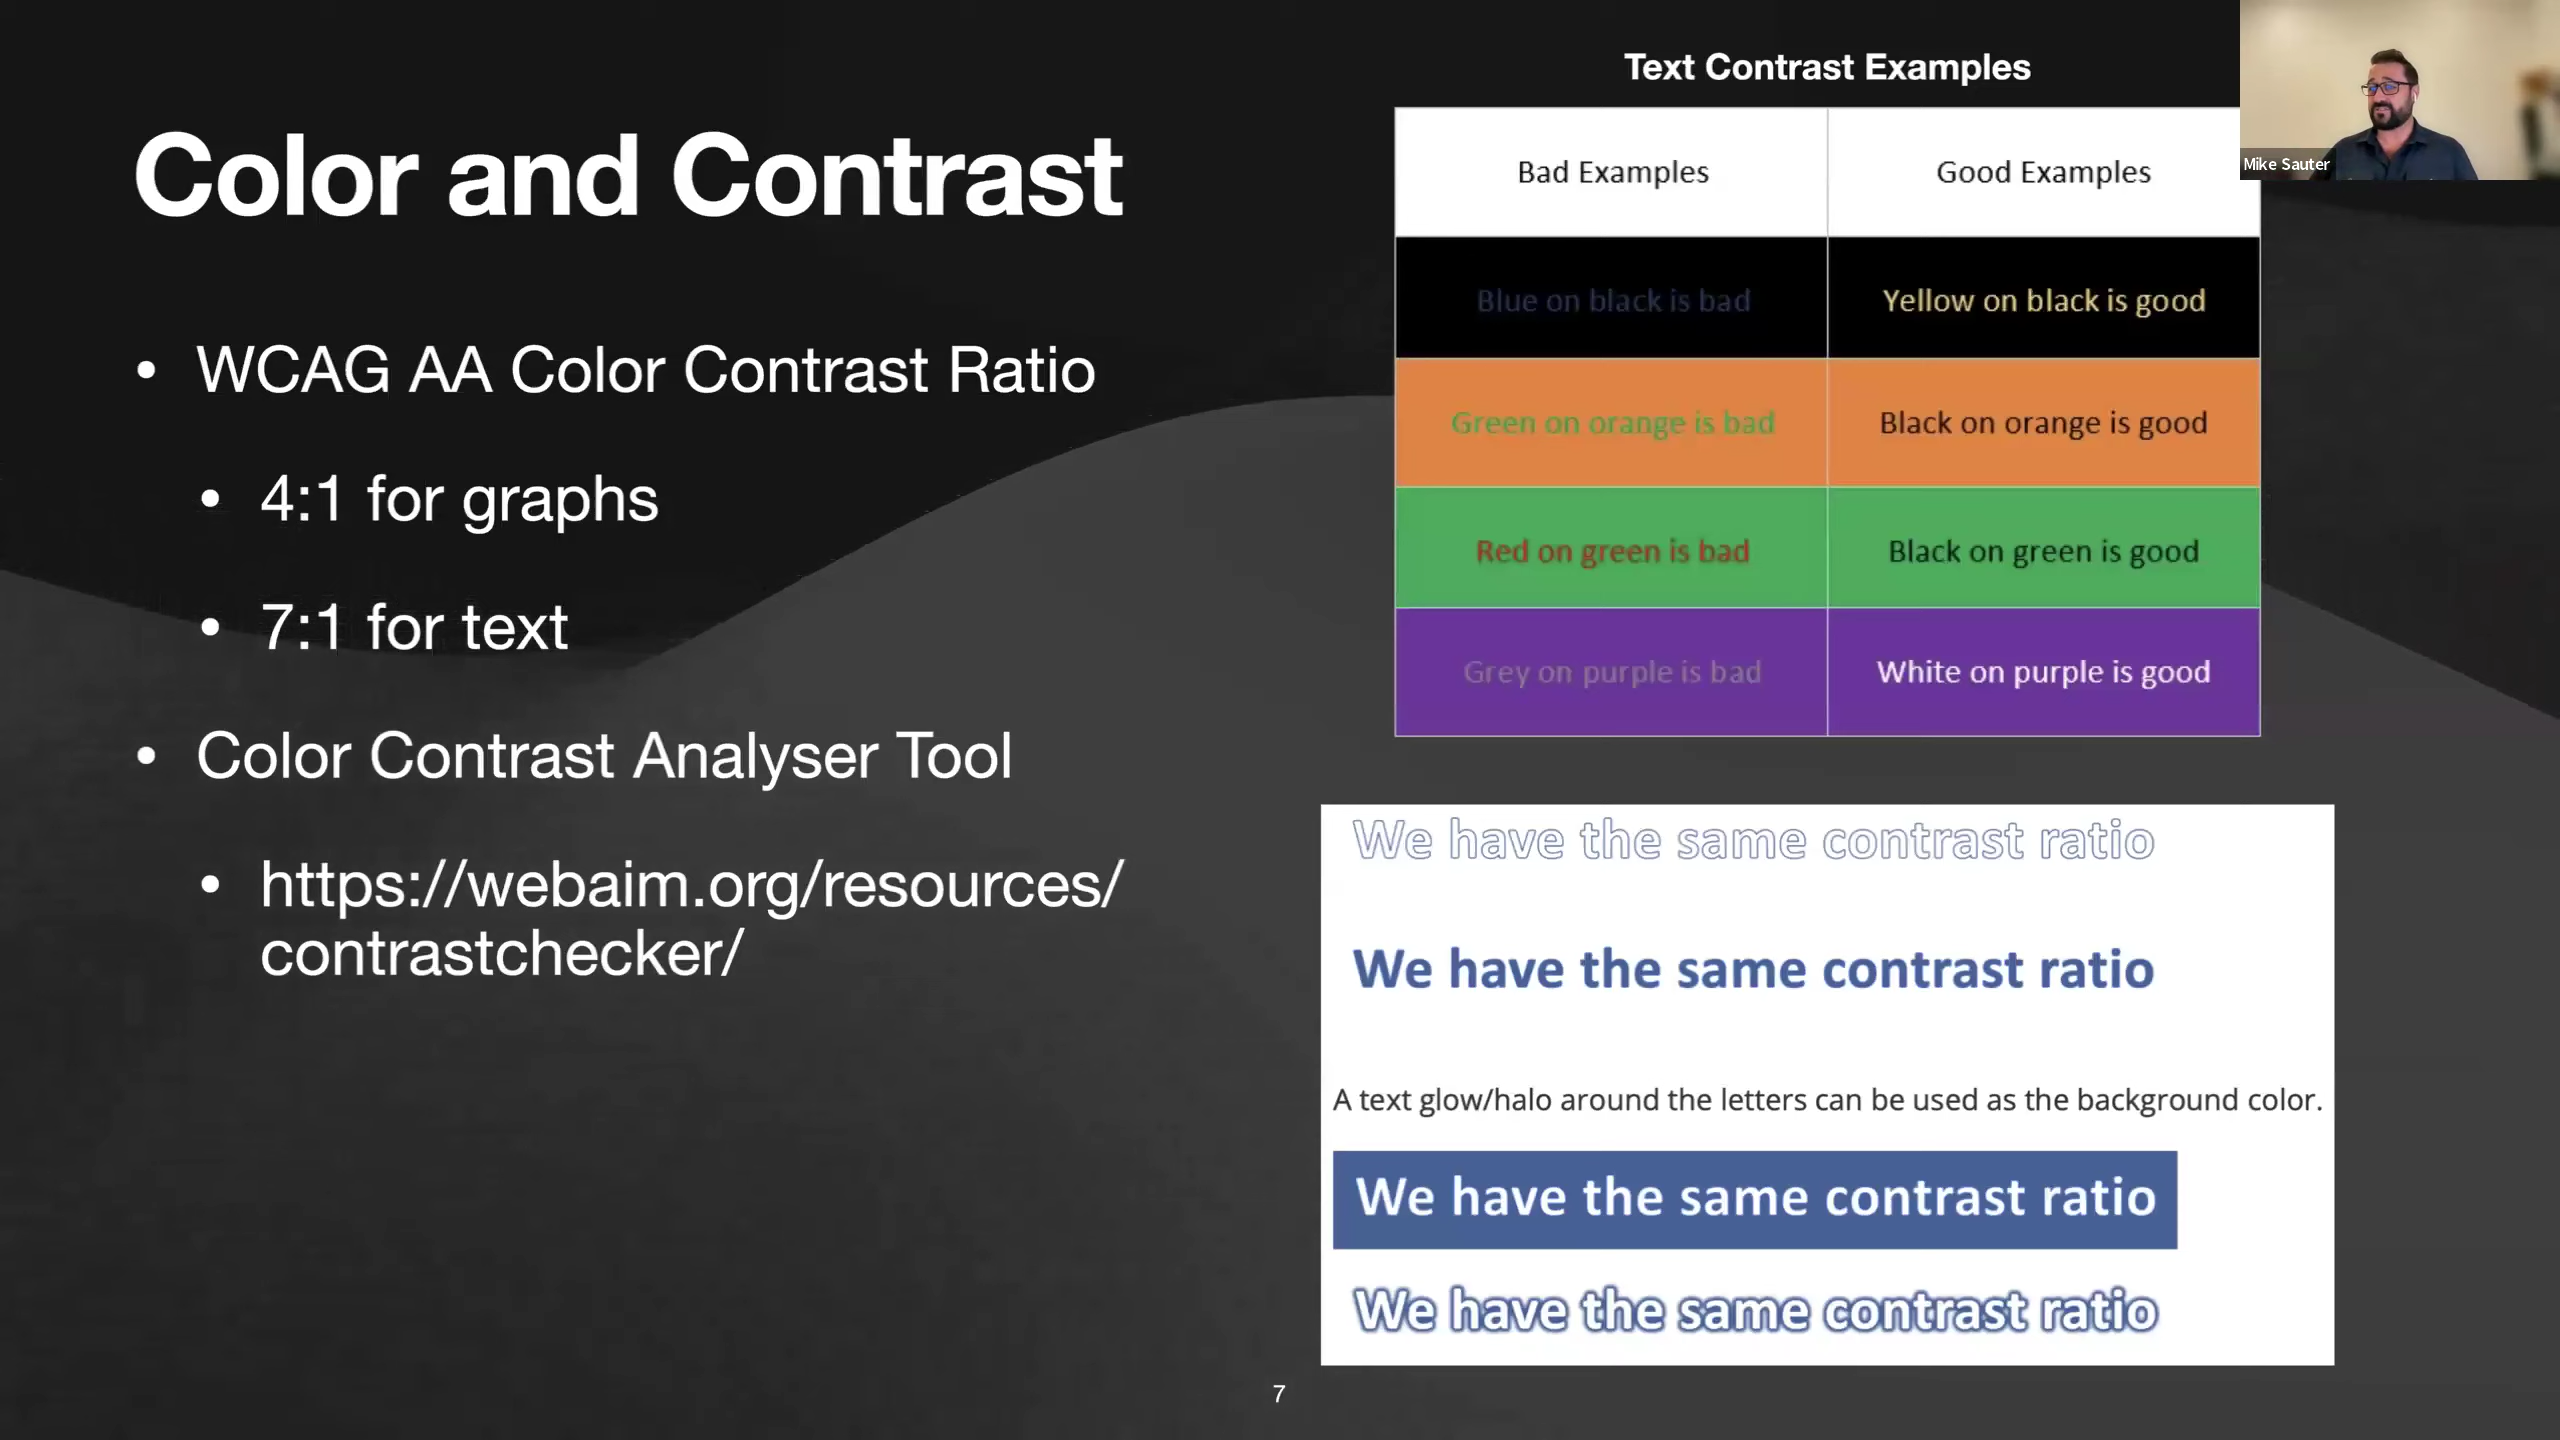 Color and Contrast
• WCAG AA Color Contrast Ratio
• 4:1 for graphs
• 7:1 for text
• Color Contrast Analyser Tool
• https://webaim.org/resources/
contrastchecker/
Text Contrast Examples
Bad Examples Good Examples
Blue on black is bad Yellow on black is good
Green on orange is bad Black on orange is good
Red on green is bad Black on green is good
Grey on purple is bad White on purple is good
We have the same contrast ratio
We have the same contrast ratio
A text glow/halo around the letters can be used as the background color.
We have the same contrast ratio
We have the same contrast ratio
7
Mike Sauter